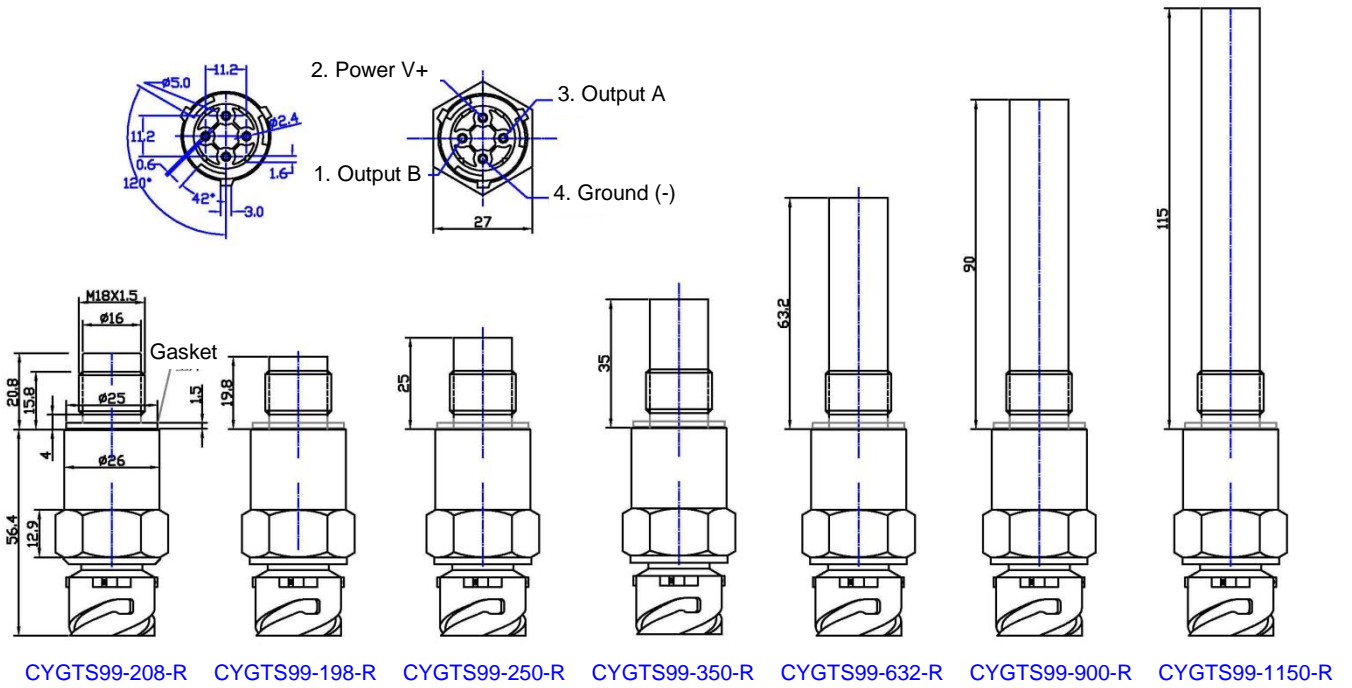 11.2
ø5.0
11.2
ø2.4
0.6
120°
42°
1.6
3.0
2. Power V+
3. Output A
1. Output B
4. Ground (-)
27
M18X1.5
ø16
Gasket
20.8
15.8
ø25
1.5
4
ø26
56.4
12.9
19.8
25
35
63.2
90
115
CYGTS99-208-R CYGTS99-198-R CYGTS99-250-R CYGTS99-350-R CYGTS99-632-R CYGTS99-900-R CYGTS99-1150-R